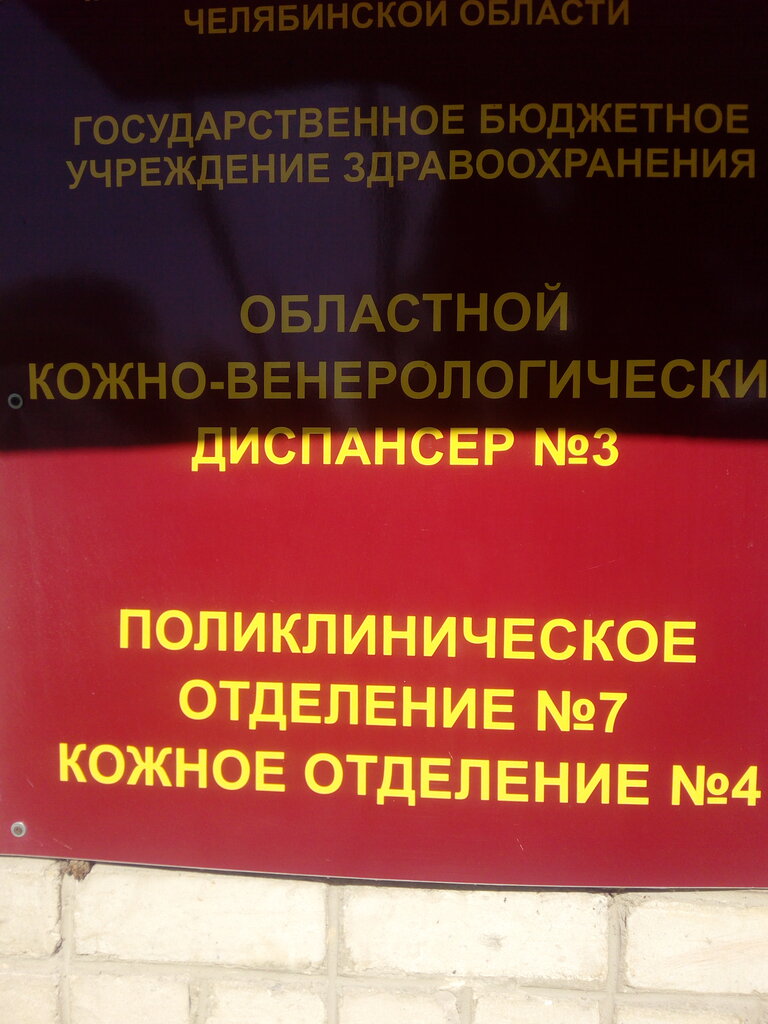 ЧЕЛЯБИНСКОЙ ОБЛАСТИ
ГОСУДАРСТВЕННОЕ БЮДЖЕТНОЕ
УЧРЕЖДЕНИЕ ЗДРАВООХРАНЕНИЯ
ОБЛАСТНОЙ
КОЖНО-ВЕНЕРОЛОГИЧЕСКИ
ДИСПАНСЕР №3
ПОЛИКЛИНИЧЕСКОЕ
ОТДЕЛЕНИЕ №7
КОЖНОЕ ОТДЕЛЕНИЕ №4